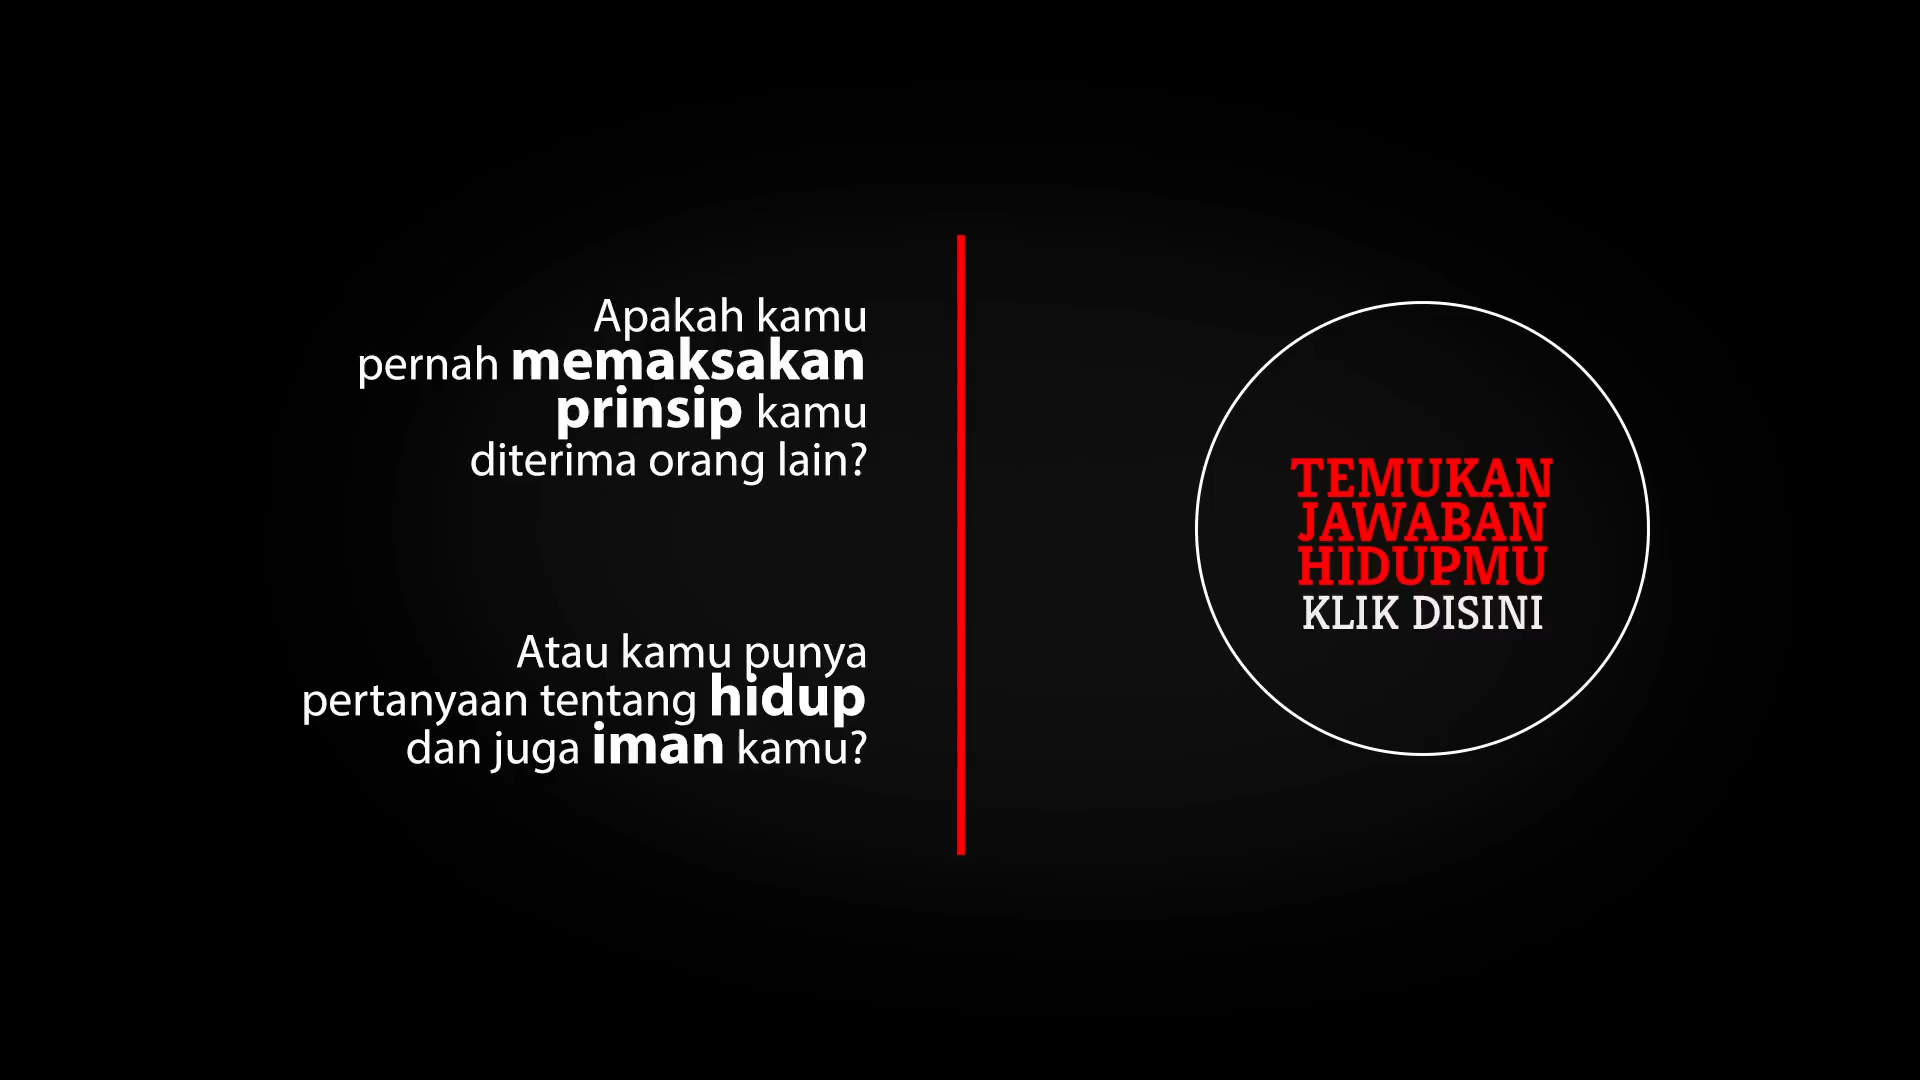 Apakah kamu
pernah memaksakan
prinsip kamu
diterima orang lain?
Atau kamu punya
pertanyaan tentang hidup
dan juga iman kamu?
TEMUKAN
JAWABAN
HIDUPMU
KLIK DISINI